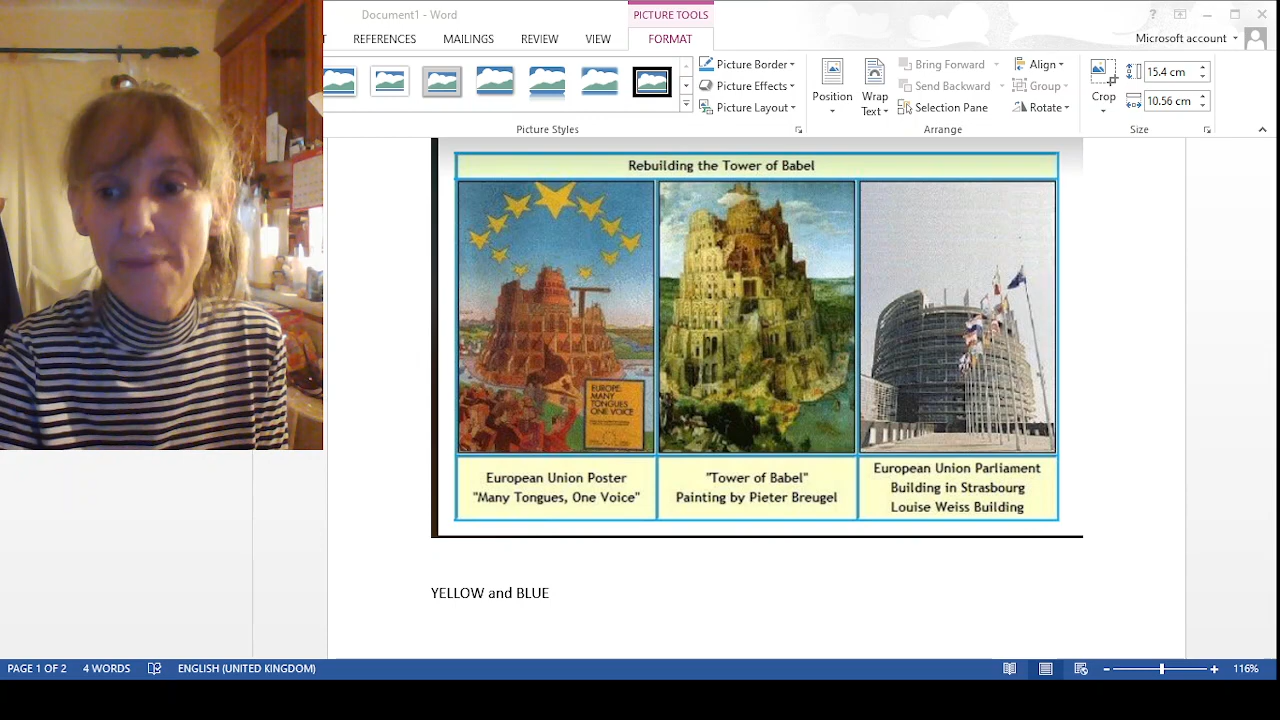 Document1 - Word
PICTURE TOOLS
REFERENCES MAILINGS REVIEW VIEW FORMAT
Microsoft account
Picture Border
Picture Effects
Picture Layout
Picture Styles
Position
Wrap
Text
Bring Forward
Send Backward
Selection Pane
Align
Group
Rotate
Arrange
Crop
15.4 cm
10.56 cm
Size
Rebuilding the Tower of Babel
EUROPE:
MANY
TONGUES
ONE VOICE
European Union Poster
"Many Tongues, One Voice"
"Tower of Babel"
Painting by Pieter Breugel
European Union Parliament
Building in Strasbourg
Louise Weiss Building
YELLOW and BLUE
PAGE 1 OF 2 4 WORDS ENGLISH (UNITED KINGDOM) 116%